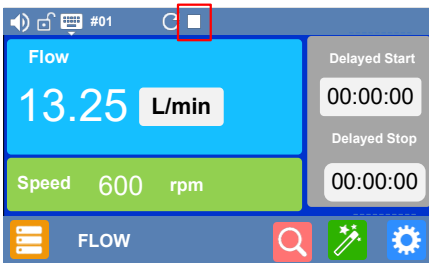 #01
Flow
13.25 L/min
Speed 600 rpm
Delayed Start
00:00:00
Delayed Stop
00:00:00
FLOW